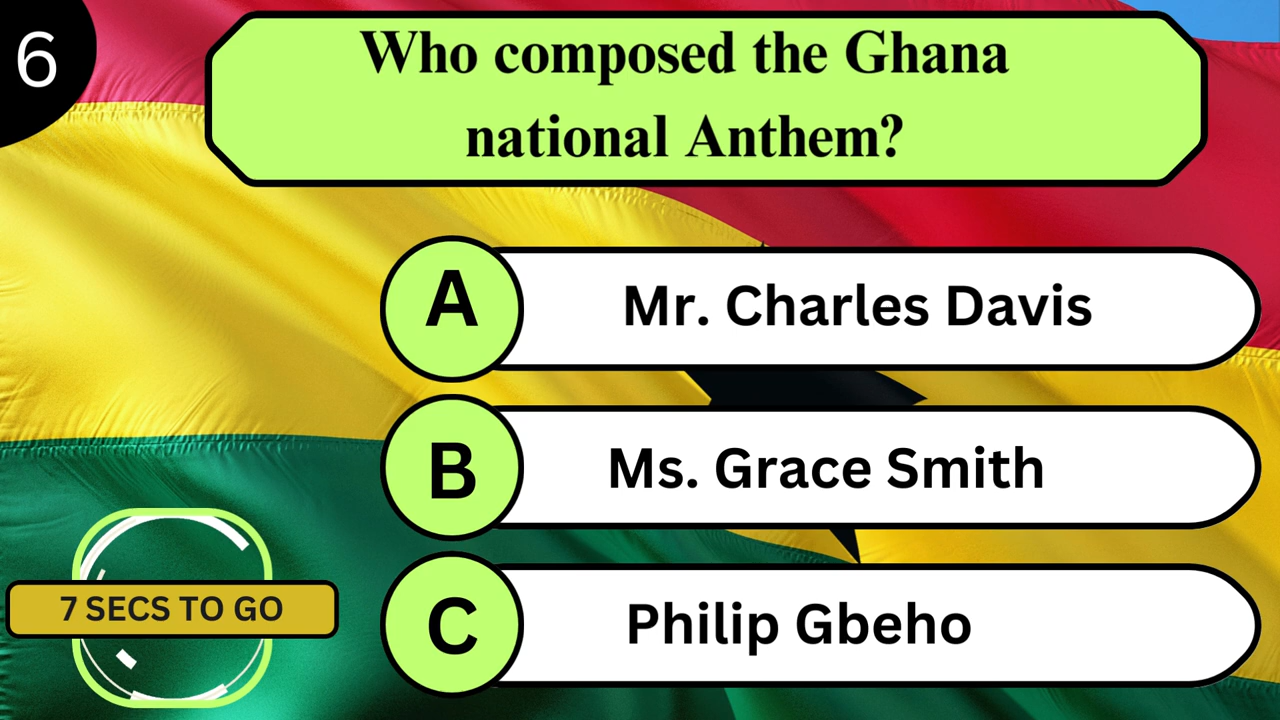 6
Who composed the Ghana
national Anthem?
A Mr. Charles Davis
B Ms. Grace Smith
C Philip Gbeho
7 SECS TO GO